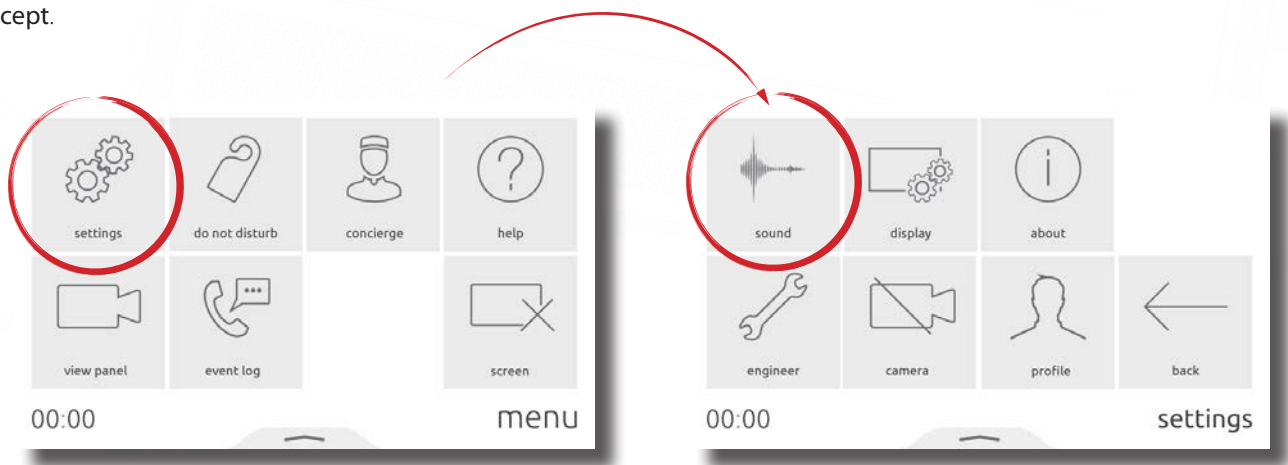 cept.
settings do not disturb concierge help
view panel event log screen
00:00 menu
sound display about
engineer camera profile back
00:00 settings